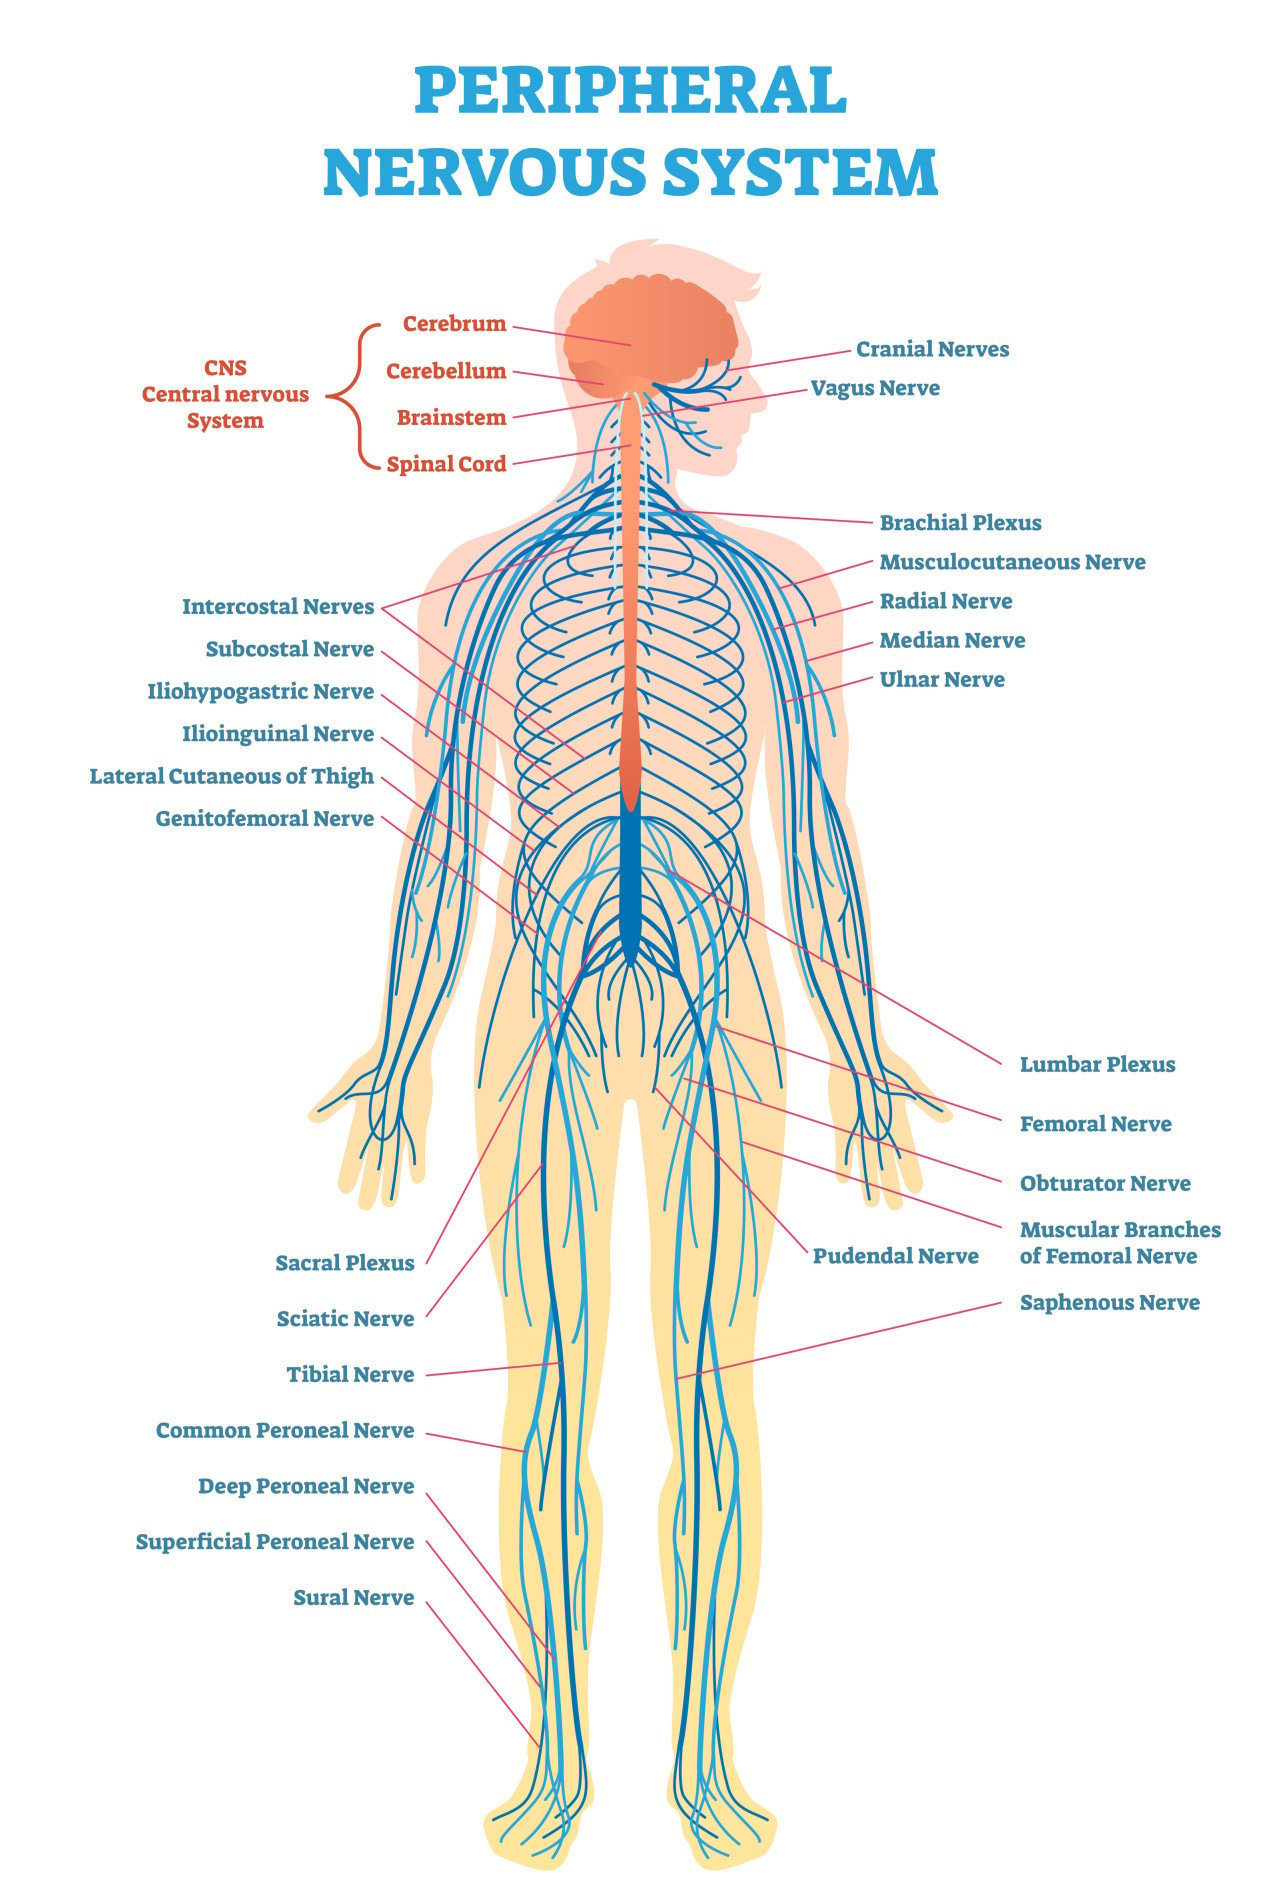 PERIPHERAL
NERVOUS SYSTEM
CNS
Central nervous
System
Cerebrum
Cerebellum
Brainstem
Spinal Cord
Cranial Nerves
Vagus Nerve
Brachial Plexus
Musculocutaneous Nerve
Radial Nerve
Median Nerve
Ulnar Nerve
Intercostal Nerves
Subcostal Nerve
Iliohypogastric Nerve
Ilioinguinal Nerve
Lateral Cutaneous of Thigh
Genitofemoral Nerve
Lumbar Plexus
Femoral Nerve
Obturator Nerve
Muscular Branches
of Femoral Nerve
Pudendal Nerve
Saphenous Nerve
Sacral Plexus
Sciatic Nerve
Tibial Nerve
Common Peroneal Nerve
Deep Peroneal Nerve
Superficial Peroneal Nerve
Sural Nerve